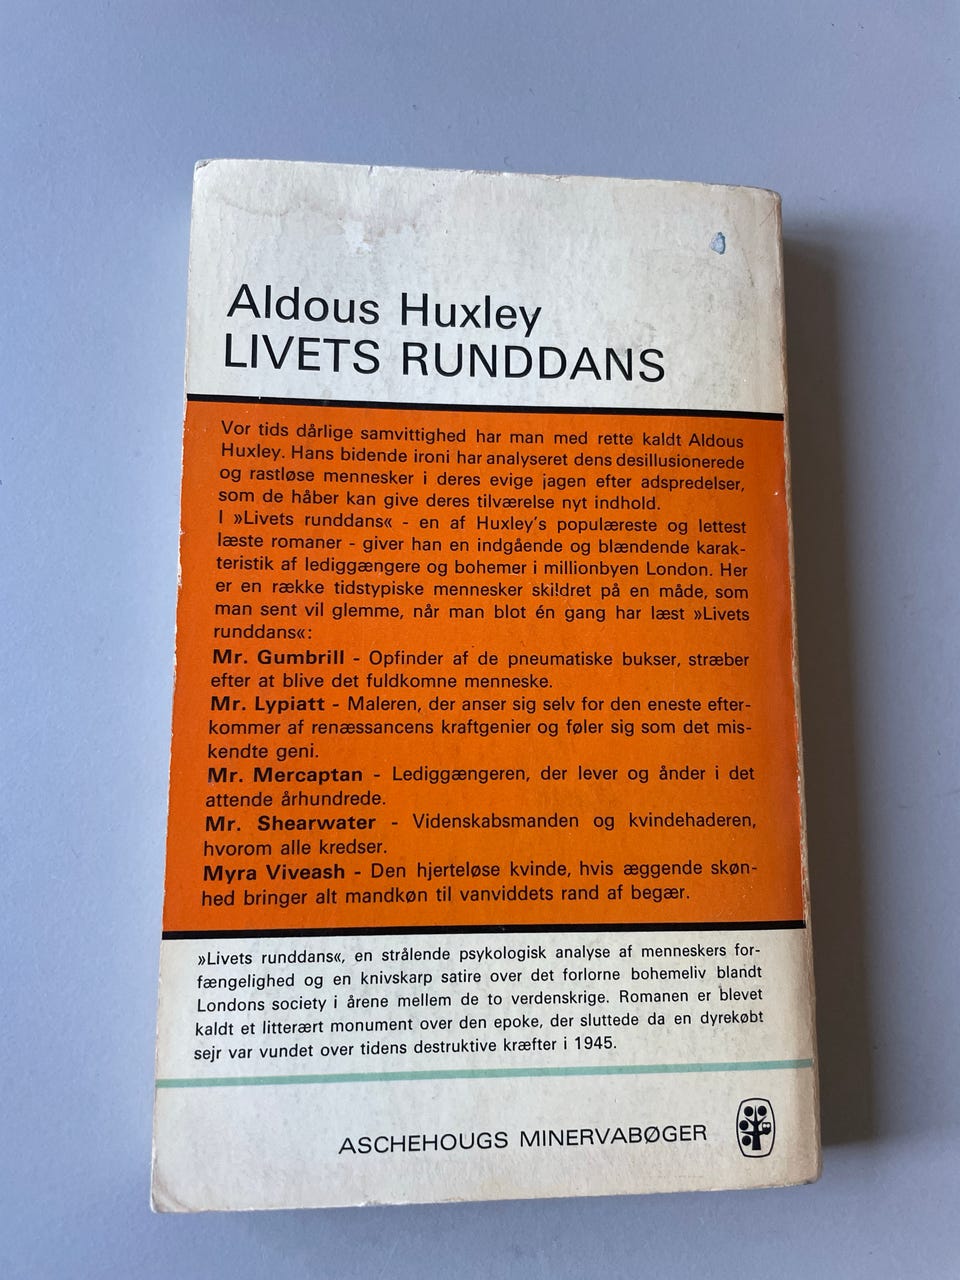 Aldous Huxley
LIVETS RUNDDANS
Vor tids dårlige samvittighed har man med rette kaldt Aldous
Huxley. Hans bidende ironi har analyseret dens desillusionerede
og rastløse mennesker i deres evige jagen efter adspredelser,
som de håber kan give deres tilværelse nyt indhold.
I »Livets runddans« - en af Huxley's populæreste og lettest
læste romaner - giver han en indgående og blændende karak-
teristik af lediggængere og bohemer i millionbyen London. Her
er en række tidstypiske mennesker skildret på en måde, som
man sent vil glemme, når man blot én gang har læst »Livets
runddans«:
Mr. Gumbrill - Opfinder af de pneumatiske bukser, stræber
efter at blive det fuldkomne menneske.
Mr. Lypiatt - Maleren, der anser sig selv for den eneste efter-
kommer af renæssancens kraftgenier og føler sig som det mis-
kendte geni.
Mr. Mercaptan - Lediggængeren, der lever og ånder i det
attende århundrede.
Mr. Shearwater - Videnskabsmanden og kvindehaderen,
hvorom alle kredser.
Myra Viveash - Den hjerteløse kvinde, hvis æggende skøn-
hed bringer alt mandkøn til vanviddets rand af begær.
»Livets runddans«, en strålende psykologisk analyse af menneskers for-
fængelighed og en knivskarp satire over det forlorne bohemeliv blandt
Londons society i årene mellem de to verdenskrige. Romanen er blevet
kaldt et litterært monument over den epoke, der sluttede da en dyrekøbt
sejr var vundet over tidens destruktive kræfter i 1945.
ASCHEHOUGS MINERVABØGER